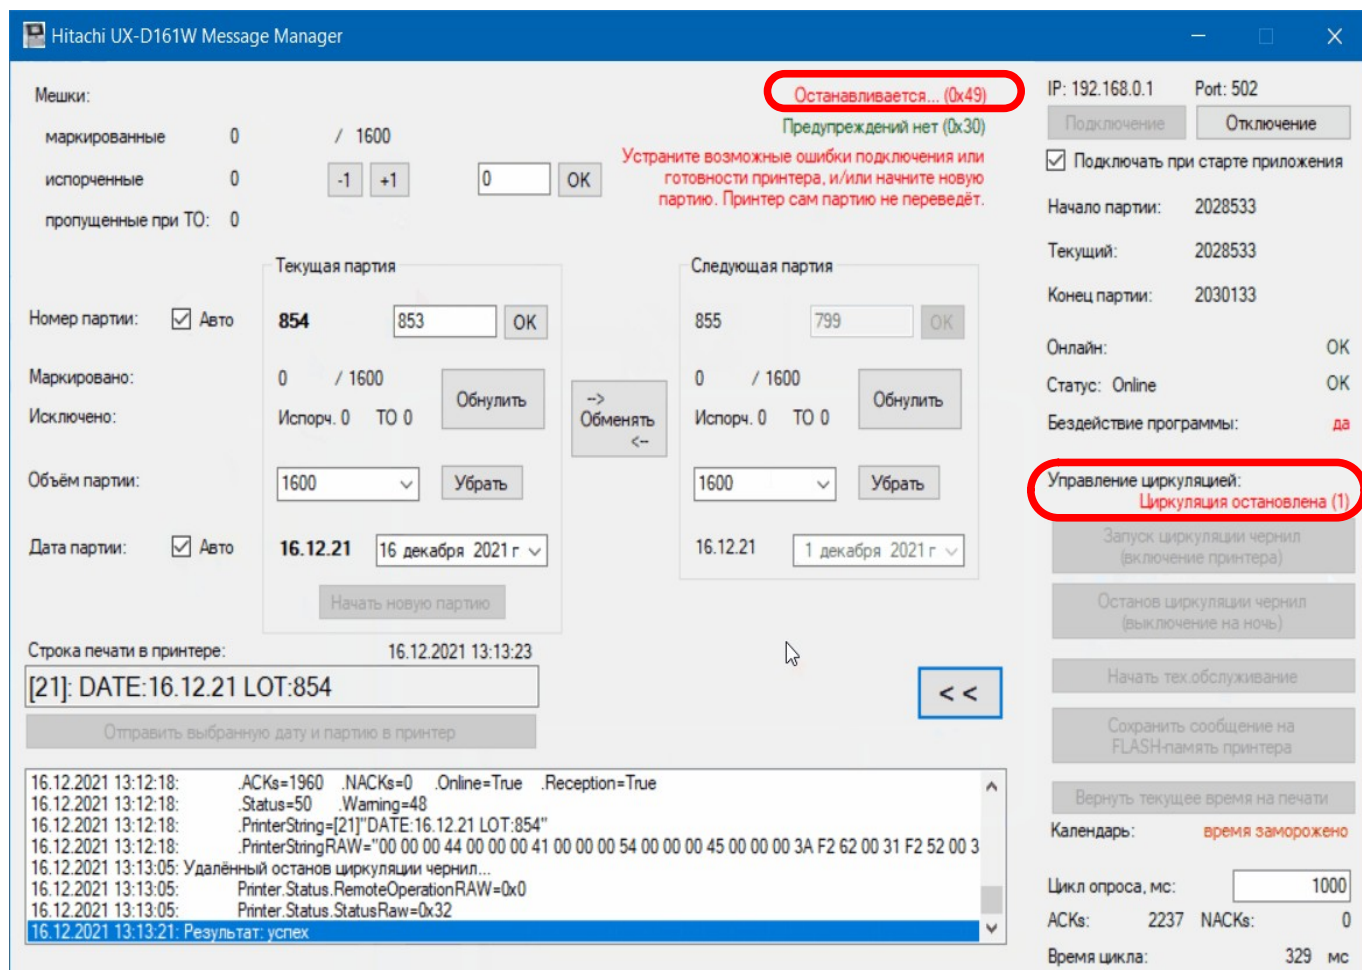 Hitachi UX-D161W Message Manager
Мешки:
маркированные 0 / 1600
испорченные 0 -1 +1 0 OK
пропущенные при ТО: 0
Останавливается... (0x49)
Предупреждений нет (0x30)
Устраните возможные ошибки подключения или
готовности принтера, и/или начните новую
партию. Принтер сам партию не переведёт.
Текущая партия
Следующая партия
Номер партии: Авто 854 853 OK 855 799 OK
Маркировано: 0 / 1600 Обнулить 0 / 1600 Обнулить
Исключено: Испорч. 0 ТО 0 Испорч. 0 ТО 0
-->
Обменять
<--
Объём партии: 1600 Убрать 1600 Убрать
Дата партии: Авто 16.12.21 16 декабря 2021 г 16.12.21 1 декабря 2021 г
Начать новую партию
Строка печати в принтере: 16.12.2021 13:13:23
[21]: DATE:16.12.21 LOT:854
< <
Отправить выбранную дату и партию в принтер
16.12.2021 13:12:18: .ACKs=1960 .NACKs=0 .Online=True .Reception=True
16.12.2021 13:12:18: .Status=50 .Warning=48
16.12.2021 13:12:18: .PrinterString=[21]"DATE:16.12.21 LOT:854"
16.12.2021 13:12:18: .PrinterStringRAW="00 00 00 44 00 00 00 41 00 00 00 54 00 00 00 45 00 00 00 3A F2 62 00 31 F2 52 00 3
16.12.2021 13:13:05: Удалённый останов циркуляции чернил...
16.12.2021 13:13:05: Printer.Status.RemoteOperationRAW=0x0
16.12.2021 13:13:05: Printer.Status.StatusRaw=0x32
16.12.2021 13:13:21: Результат: успех
IP: 192.168.0.1 Port: 502
Подключение Отключение
Подключать при старте приложения
Начало партии: 2028533
Текущий: 2028533
Конец партии: 2030133
Онлайн: OK
Статус: Online OK
Бездействие программы: да
Управление циркуляцией:
Циркуляция остановлена (1)
Запуск циркуляции чернил
(включение принтера)
Останов циркуляции чернил
(выключение на ночь)
Начать тех.обслуживание
Сохранить сообщение на
FLASH-память принтера
Вернуть текущее время на печати
Календарь: время заморожено
Цикл опроса, мс: 1000
ACKs: 2237 NACKs: 0
Время цикла: 329 мс